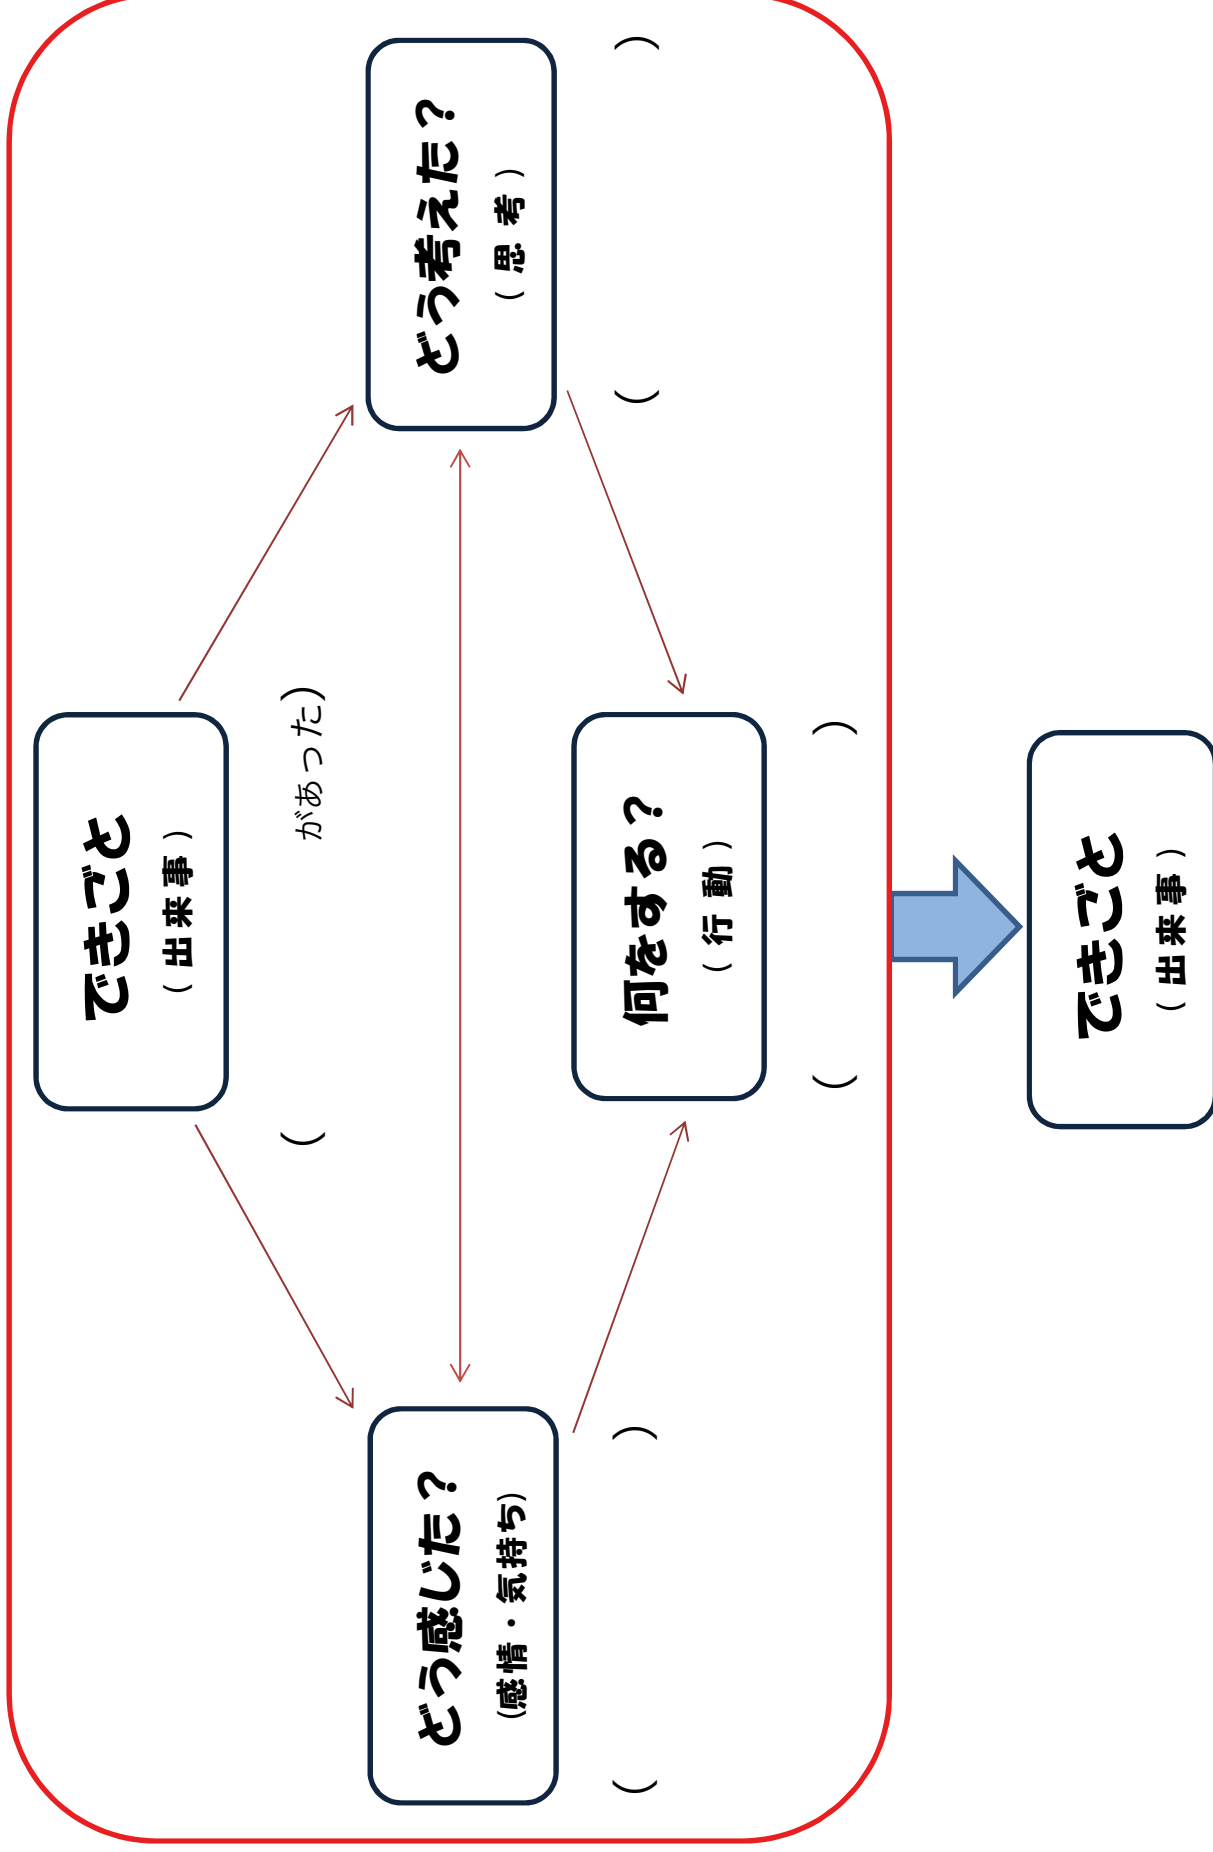 できごと
( 出 来 事 )
(　　　　　　　があった)
どう感じた？
(感情・気持ち)
(　　　　　　　)
どう考えた？
( 思 考 )
(　　　　　　　)
何をする？
( 行 動 )
(　　　　　　　)
できごと
( 出 来 事 )